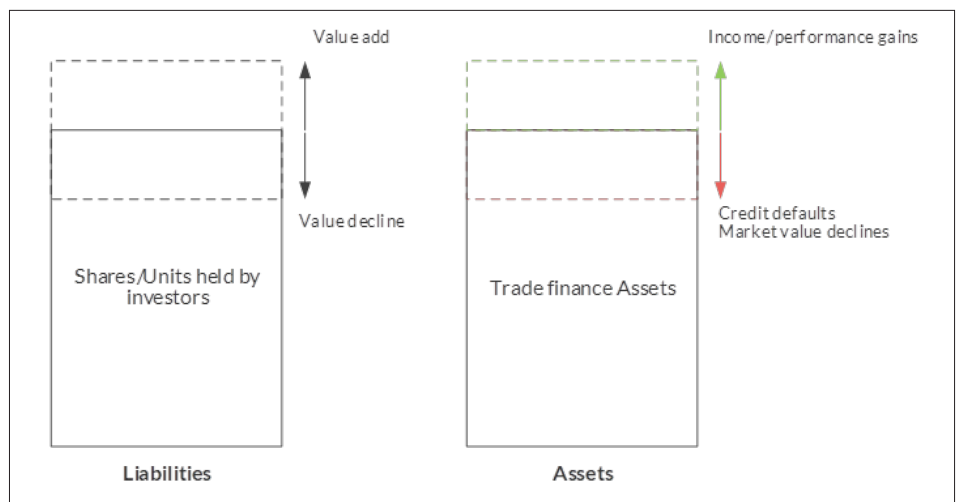 Value add
Income/performance gains
Value decline
Credit defaults
Market value declines
Shares/Units held by
investors
Trade finance Assets
Liabilities
Assets